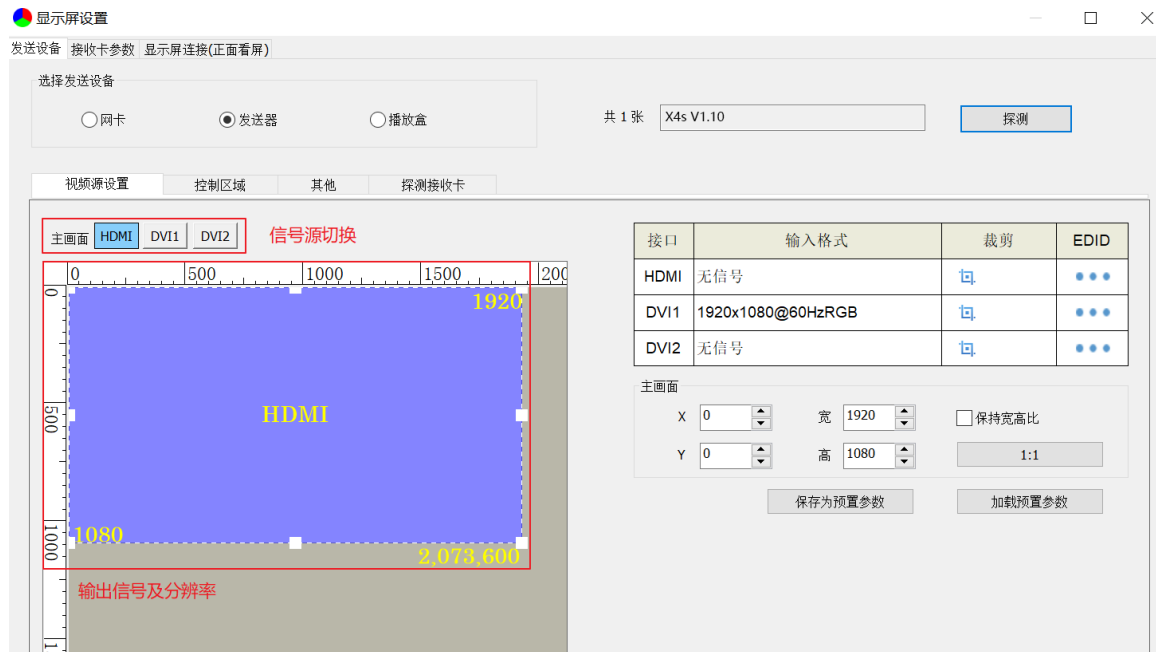 显示屏设置
发送设备 接收卡参数 显示屏连接(正面看屏)
选择发送设备
网卡 发送器 播放盒
共 1 张 X4s V1.10 探测
视频源设置 控制区域 其他 探测接收卡
主画面 HDMI DVI1 DVI2 信号源切换
0 500 1000 1500 200
0 500 1000 1
1920
HDMI
1080
2,073,600
输出信号及分辨率
接口 输入格式 裁剪 EDID
HDMI 无信号
DVI1 1920x1080@60HzRGB
DVI2 无信号
主画面
X 0 宽 1920 保持宽高比
Y 0 高 1080 1:1
保存为预置参数 加载预置参数